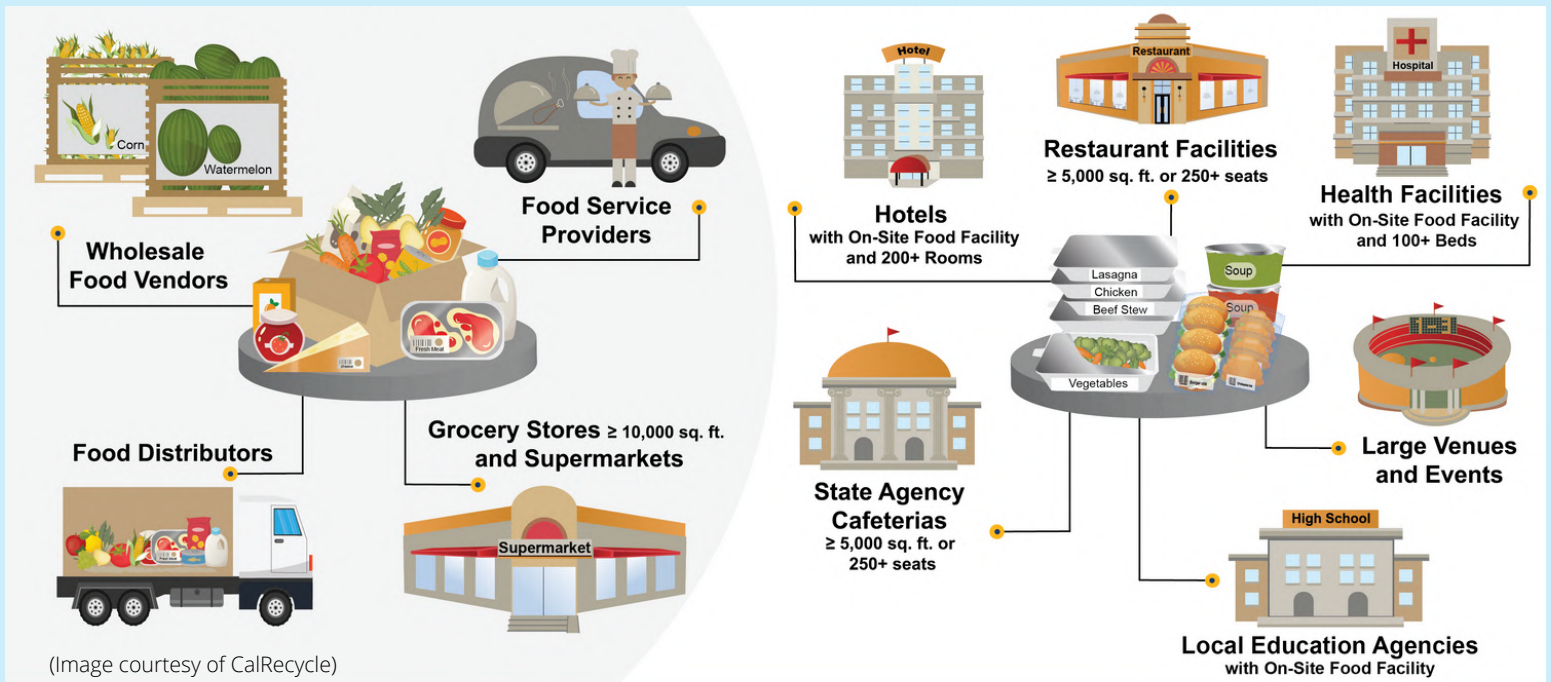 Corn
Watermelon
Wholesale
Food Vendors
Food Service
Providers
Fresh Meat
Cheese
Food Distributors
Grocery Stores ≥ 10,000 sq. ft.
and Supermarkets
Supermarket
(Image courtesy of CalRecycle)
Hotel
Hotels
with On-Site Food Facility
and 200+ Rooms
Restaurant
Restaurant Facilities
≥ 5,000 sq. ft. or 250+ seats
Hospital
Health Facilities
with On-Site Food Facility
and 100+ Beds
Lasagna
Chicken
Beef Stew
Vegetables
Soup
Soup
State Agency
Cafeterias
≥ 5,000 sq. ft. or
250+ seats
Large Venues
and Events
High School
Local Education Agencies
with On-Site Food Facility